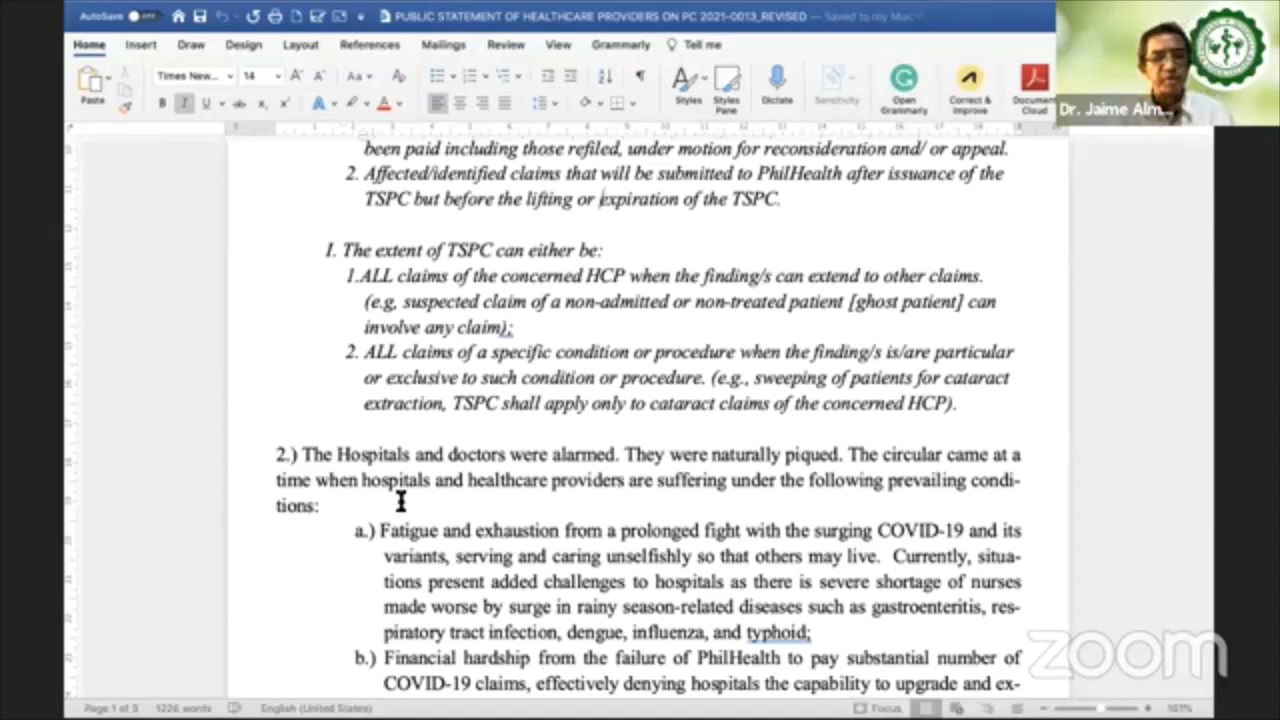 AutoSave OFF PUBLIC STATEMENT OF HEALTHCARE PROVIDERS ON PC 2021-0013_REVISED — Saved to my Mac
Home Insert Draw Design Layout References Mailings Review View Grammarly Tell me
Times New... 14
Paste
Styles
Styles Pane
Dictate
Sensitivity
Open Grammarly
Correct & Improve
Document Cloud
Dr. Jaime Alm...
been paid including those refiled, under motion for reconsideration and/ or appeal.
2. Affected/identified claims that will be submitted to PhilHealth after issuance of the
TSPC but before the lifting or expiration of the TSPC.
I. The extent of TSPC can either be:
1.ALL claims of the concerned HCP when the finding/s can extend to other claims.
(e.g, suspected claim of a non-admitted or non-treated patient [ghost patient] can
involve any claim);
2. ALL claims of a specific condition or procedure when the finding/s is/are particular
or exclusive to such condition or procedure. (e.g., sweeping of patients for cataract
extraction, TSPC shall apply only to cataract claims of the concerned HCP).
2.) The Hospitals and doctors were alarmed. They were naturally piqued. The circular came at a
time when hospitals and healthcare providers are suffering under the following prevailing condi-
tions:
a.) Fatigue and exhaustion from a prolonged fight with the surging COVID-19 and its
variants, serving and caring unselfishly so that others may live. Currently, situa-
tions present added challenges to hospitals as there is severe shortage of nurses
made worse by surge in rainy season-related diseases such as gastroenteritis, res-
piratory tract infection, dengue, influenza, and typhoid;
b.) Financial hardship from the failure of PhilHealth to pay substantial number of
COVID-19 claims, effectively denying hospitals the capability to upgrade and ex-
zoom
Page 1 of 3 1226 words English (United States) Focus 161%